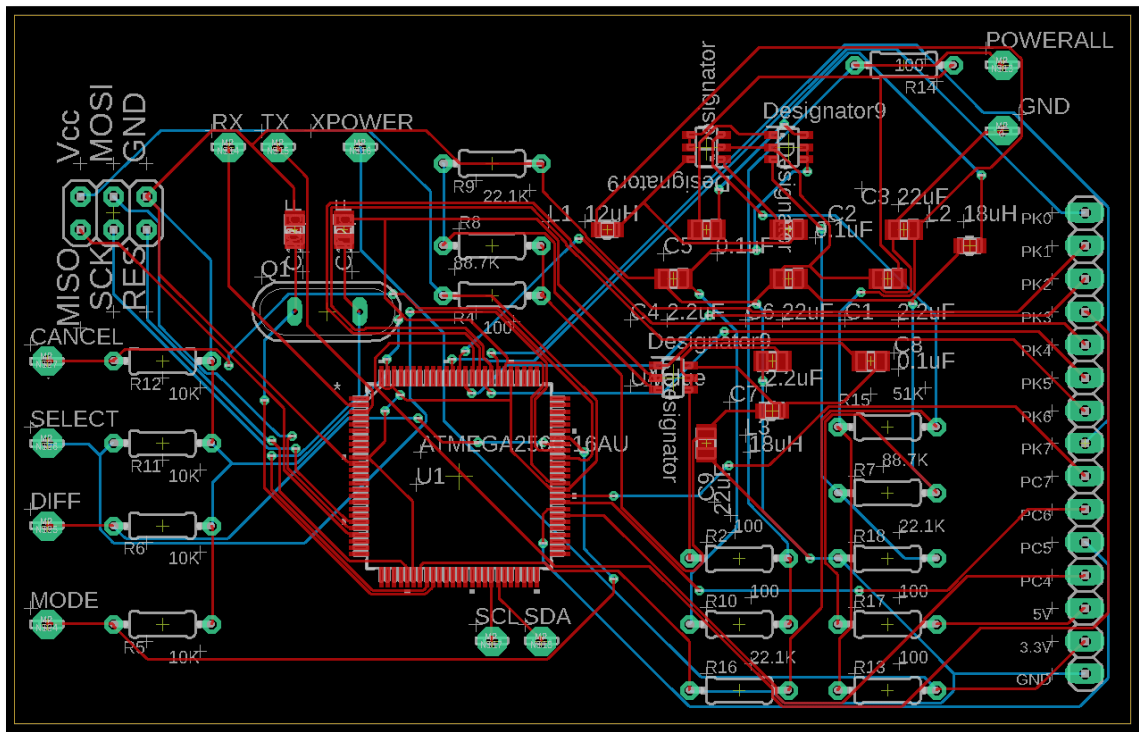 POWERALL
100
R14
Designator
Designator9
GND
Vcc
MOSI
GND
RX
TX
XPOWER
R9
22.1K
Designator9
Designator
C3
22uF
L1
12uH
L2
18uH
C2
0.1uF
R8
88.7K
C5
0.1uF
Q1
MISO
SCK
RES
R4
100
C4
2.2uF
C6
22uF
C1
2.2uF
PK0
PK1
PK2
PK3
PK4
PK5
PK6
PK7
PC7
PC6
PC5
PC4
5V
3.3V
GND
CANCEL
R12
10K
Designator9
C8
0.1uF
2.2uF
Designator
C7
R15
51K
SELECT
R11
10K
U1
18uH
R7
88.7K
C9
22uF
DIFF
R6
10K
R2
100
R18
22.1K
MODE
R5
10K
SCL
SDA
R10
100
R17
100
R16
22.1K
R13
100